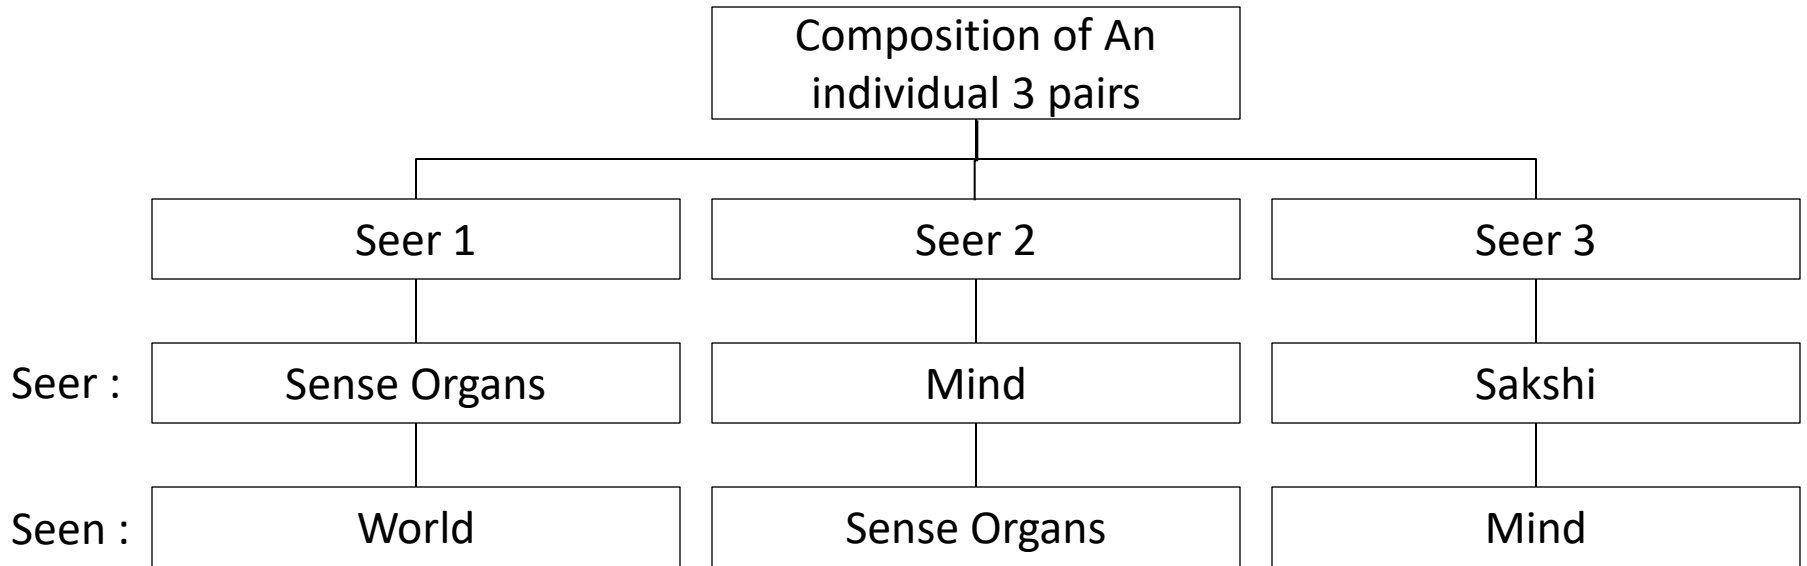 Composition of An
individual 3 pairs
Seer 1
Seer 2
Seer 3
Seer :
Sense Organs
Mind
Sakshi
Seen :
World
Sense Organs
Mind